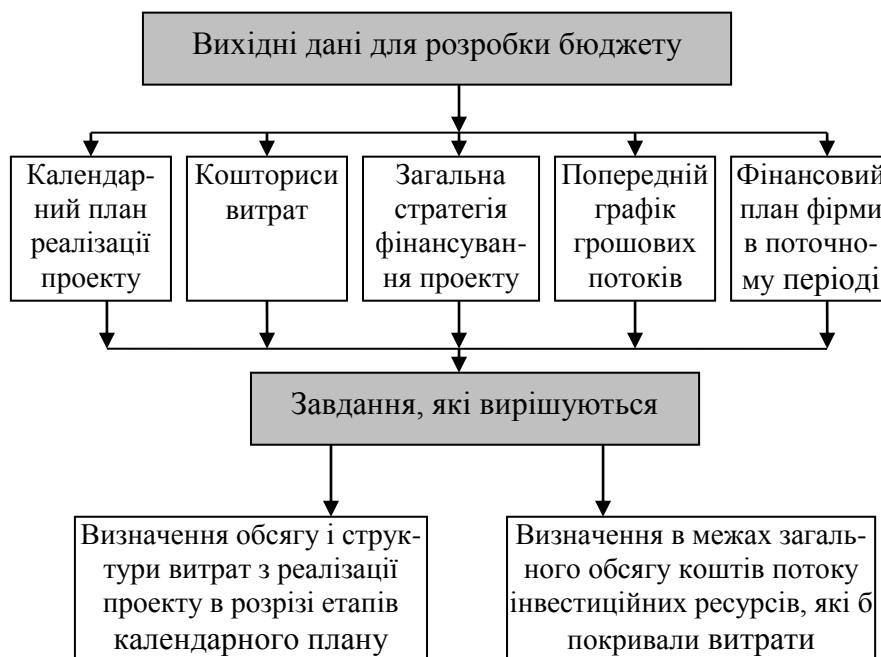 Вихідні дані для розробки бюджету
Календар-
ний план
реалізації
проекту
Кошториси
витрат
Загальна
стратегія
фінансуван-
ня проекту
Попередній
графік
грошових
потоків
Фінансовий
план фірми
в поточно-
му періоді
Завдання, які вирішуються
Визначення обсягу і струк-
тури витрат з реалізації
проекту в розрізі етапів
календарного плану
Визначення в межах загаль-
ного обсягу коштів потоку
інвестиційних ресурсів, які б
покривали витрати